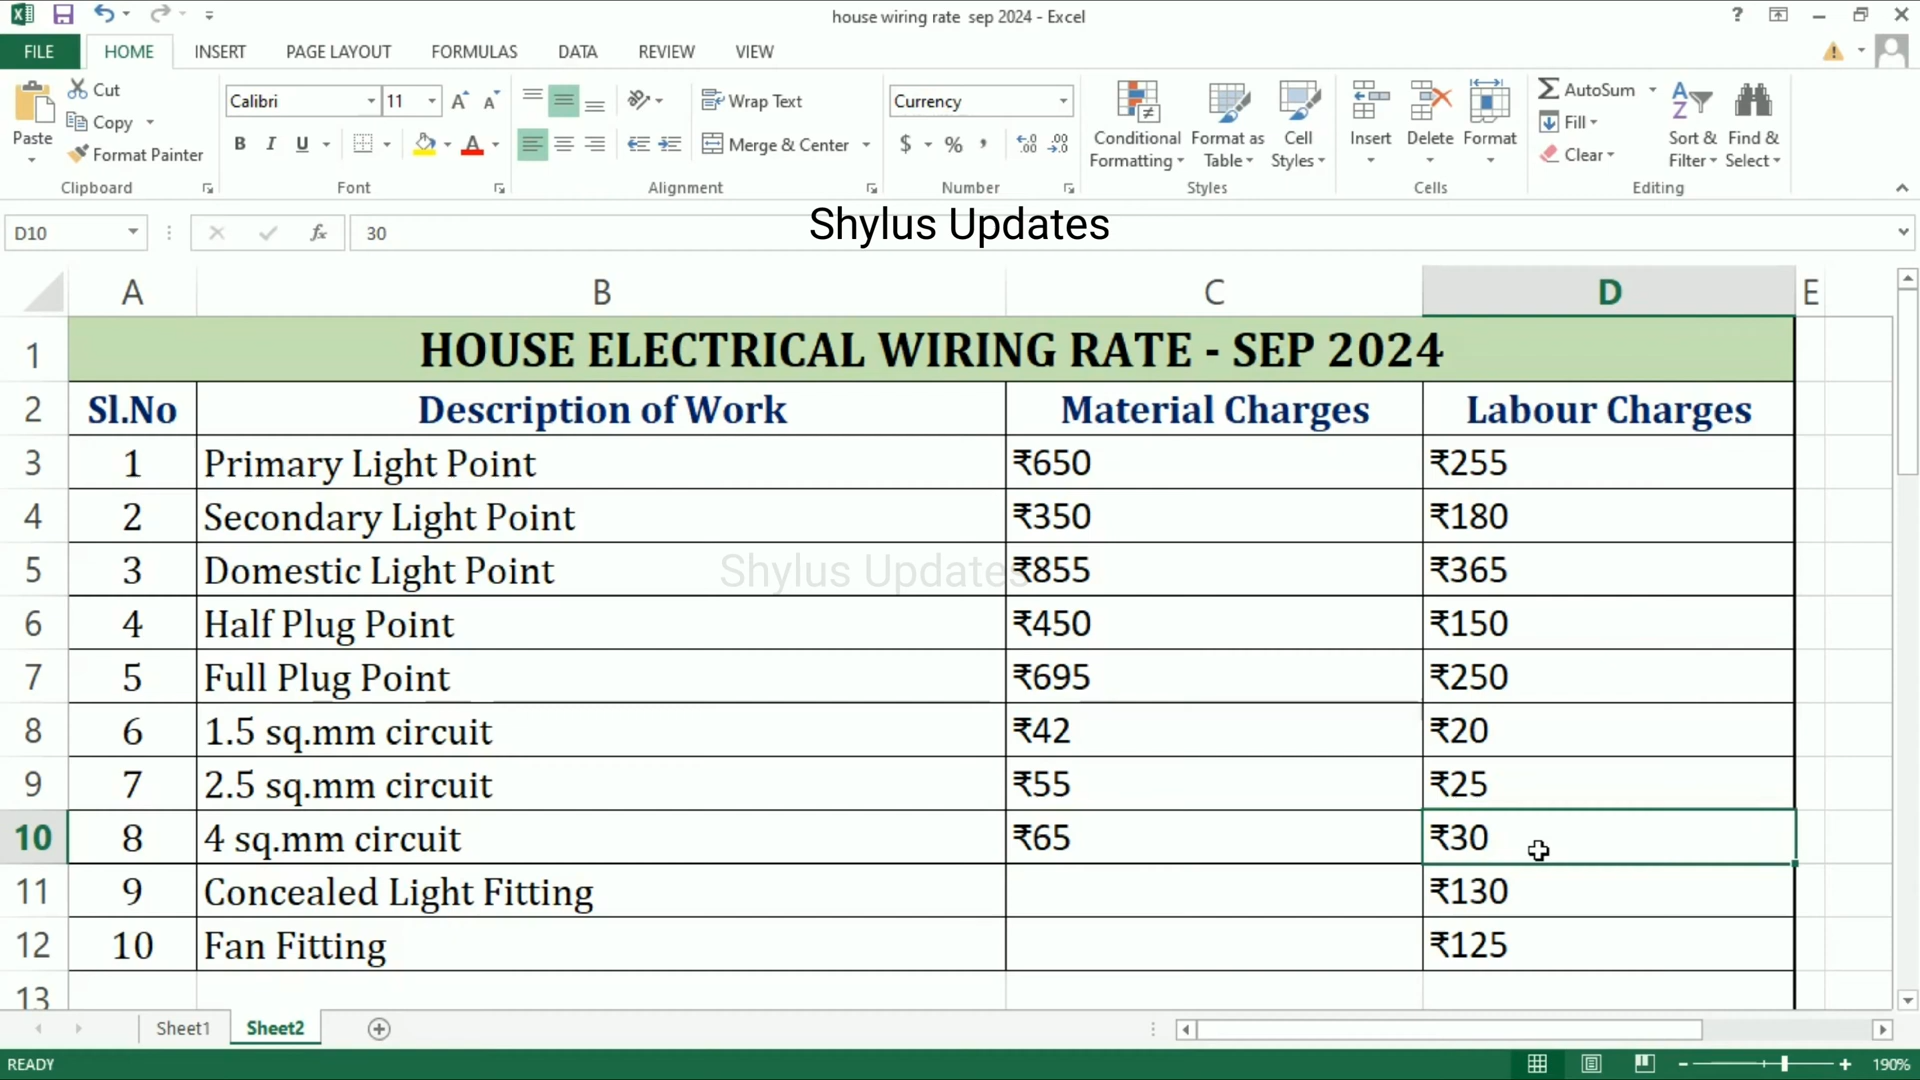 house wiring rate sep 2024 - Excel
FILE HOME INSERT PAGE LAYOUT FORMULAS DATA REVIEW VIEW
Paste
Cut
Copy
Format Painter
Clipboard
Calibri 11
B I U
Font
Wrap Text
Merge & Center
Alignment
Currency
$ % ,
Number
Conditional Formatting
Format as Table
Cell Styles
Styles
Insert
Delete
Format
Cells
AutoSum
Fill
Clear
Sort & Filter
Find & Select
Editing
D10 fx 30
Shylus Updates
A B C D E
1 HOUSE ELECTRICAL WIRING RATE - SEP 2024
2 Sl.No Description of Work Material Charges Labour Charges
3 1 Primary Light Point ₹650 ₹255
4 2 Secondary Light Point ₹350 ₹180
5 3 Domestic Light Point ₹855 ₹365
Shylus Updates
6 4 Half Plug Point ₹450 ₹150
7 5 Full Plug Point ₹695 ₹250
8 6 1.5 sq.mm circuit ₹42 ₹20
9 7 2.5 sq.mm circuit ₹55 ₹25
10 8 4 sq.mm circuit ₹65 ₹30
11 9 Concealed Light Fitting ₹130
12 10 Fan Fitting ₹125
13
Sheet1 Sheet2
READY 190%